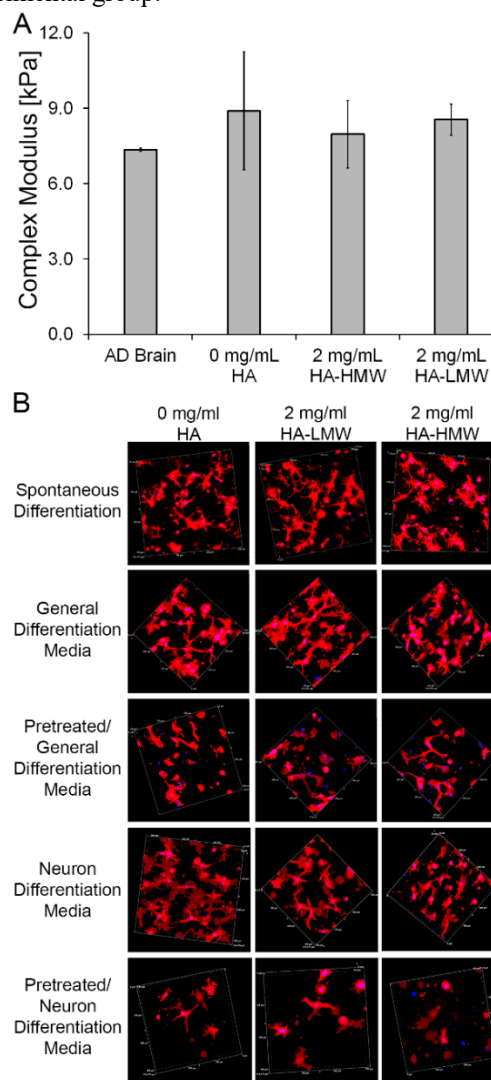 A
12.0
9.0
6.0
3.0
0.0
Complex Modulus [kPa]
AD Brain
0 mg/mL
HA
2 mg/mL
HA-HMW
2 mg/mL
HA-LMW
B
0 mg/ml
HA
2 mg/ml
HA-LMW
2 mg/ml
HA-HMW
Spontaneous
Differentiation
General
Differentiation
Media
Pretreated/
General
Differentiation
Media
Neuron
Differentiation
Media
Pretreated/
Neuron
Differentiation
Media